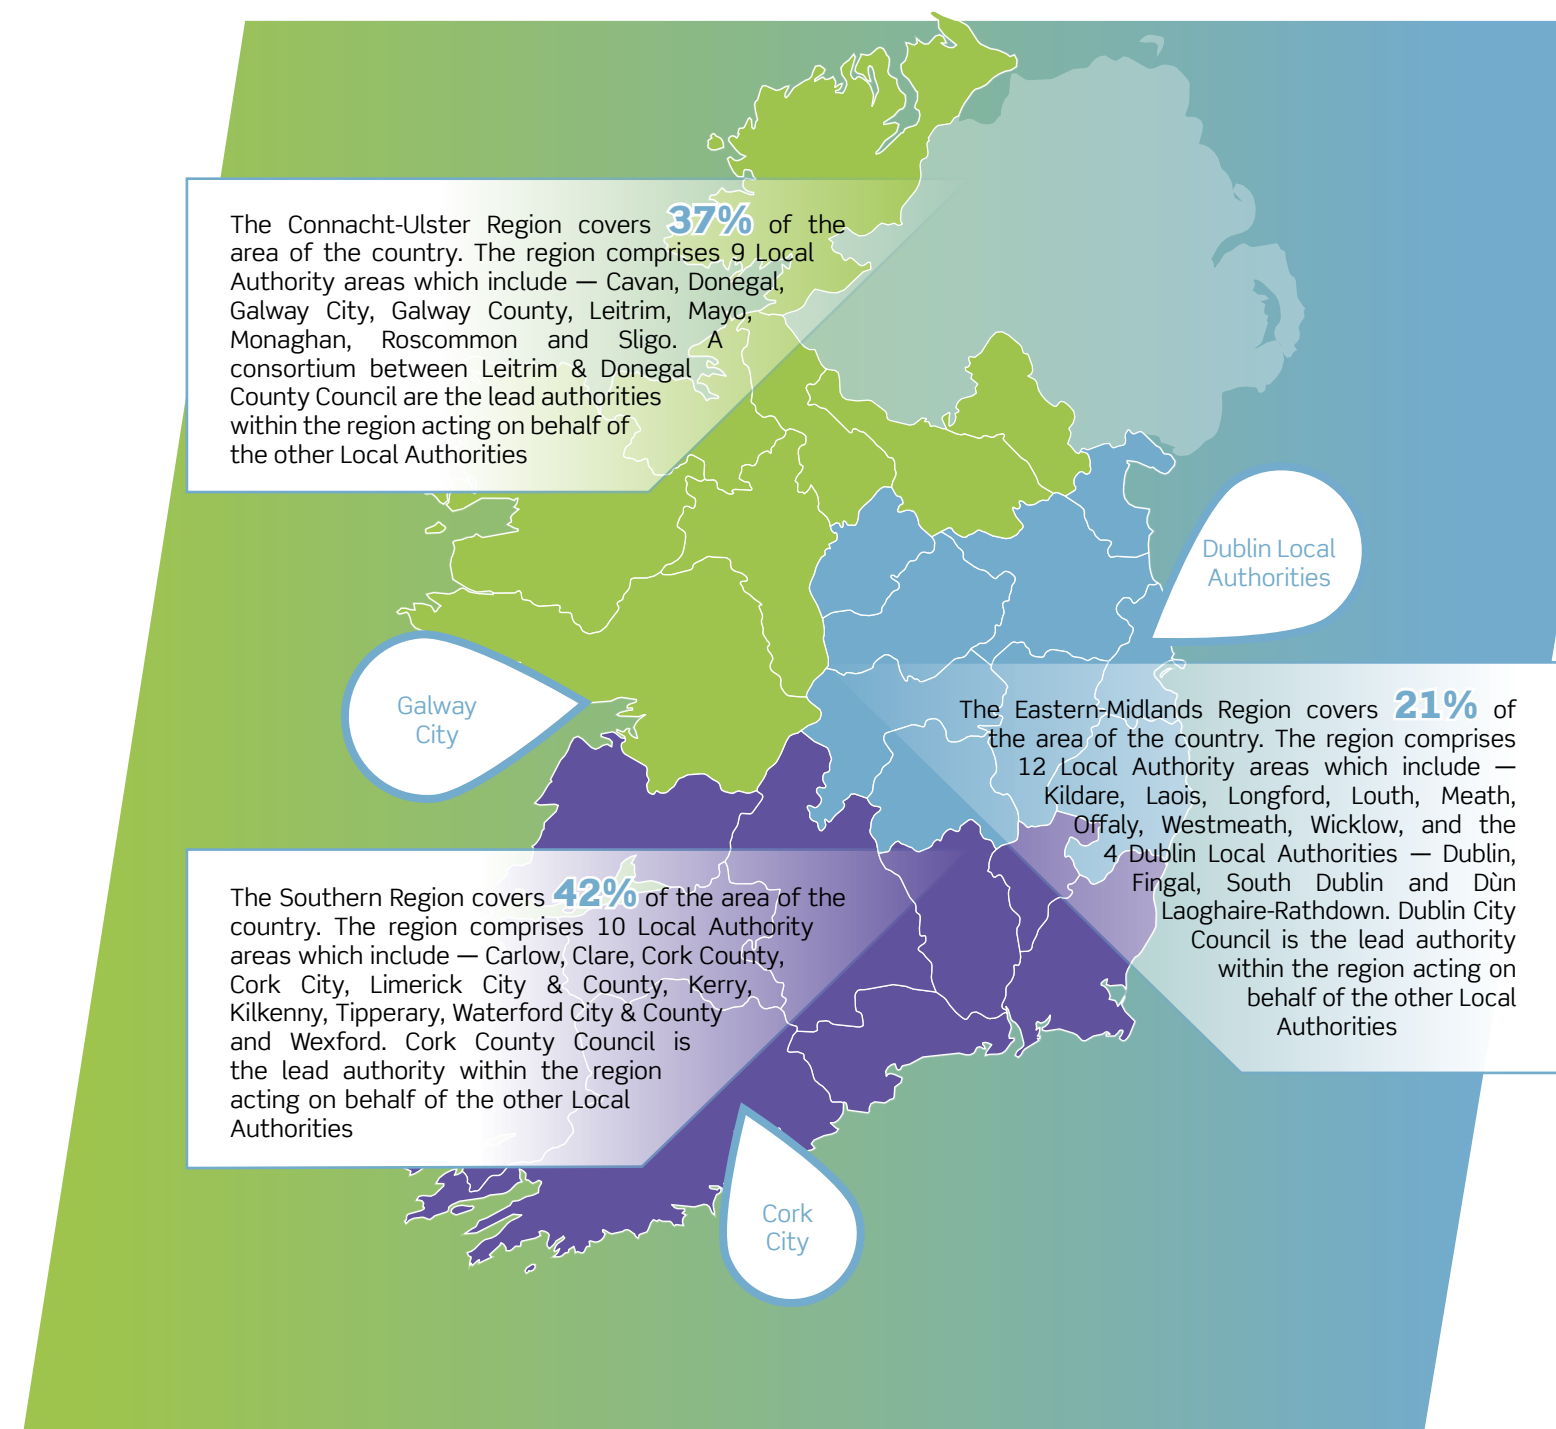 The Connacht-Ulster Region covers 37% of the
area of the country. The region comprises 9 Local
Authority areas which include — Cavan, Donegal,
Galway City, Galway County, Leitrim, Mayo,
Monaghan, Roscommon and Sligo. A
consortium between Leitrim & Donegal
County Council are the lead authorities
within the region acting on behalf of
the other Local Authorities
Dublin Local
Authorities
Galway
City
The Eastern-Midlands Region covers 21% of
the area of the country. The region comprises
12 Local Authority areas which include —
Kildare, Laois, Longford, Louth, Meath,
Offaly, Westmeath, Wicklow, and the
4 Dublin Local Authorities — Dublin,
Fingal, South Dublin and Dùn
Laoghaire-Rathdown. Dublin City
Council is the lead authority
within the region acting on
behalf of the other Local
Authorities
The Southern Region covers 42% of the area of the
country. The region comprises 10 Local Authority
areas which include — Carlow, Clare, Cork County,
Cork City, Limerick City & County, Kerry,
Kilkenny, Tipperary, Waterford City & County
and Wexford. Cork County Council is
the lead authority within the region
acting on behalf of the other Local
Authorities
Cork
City